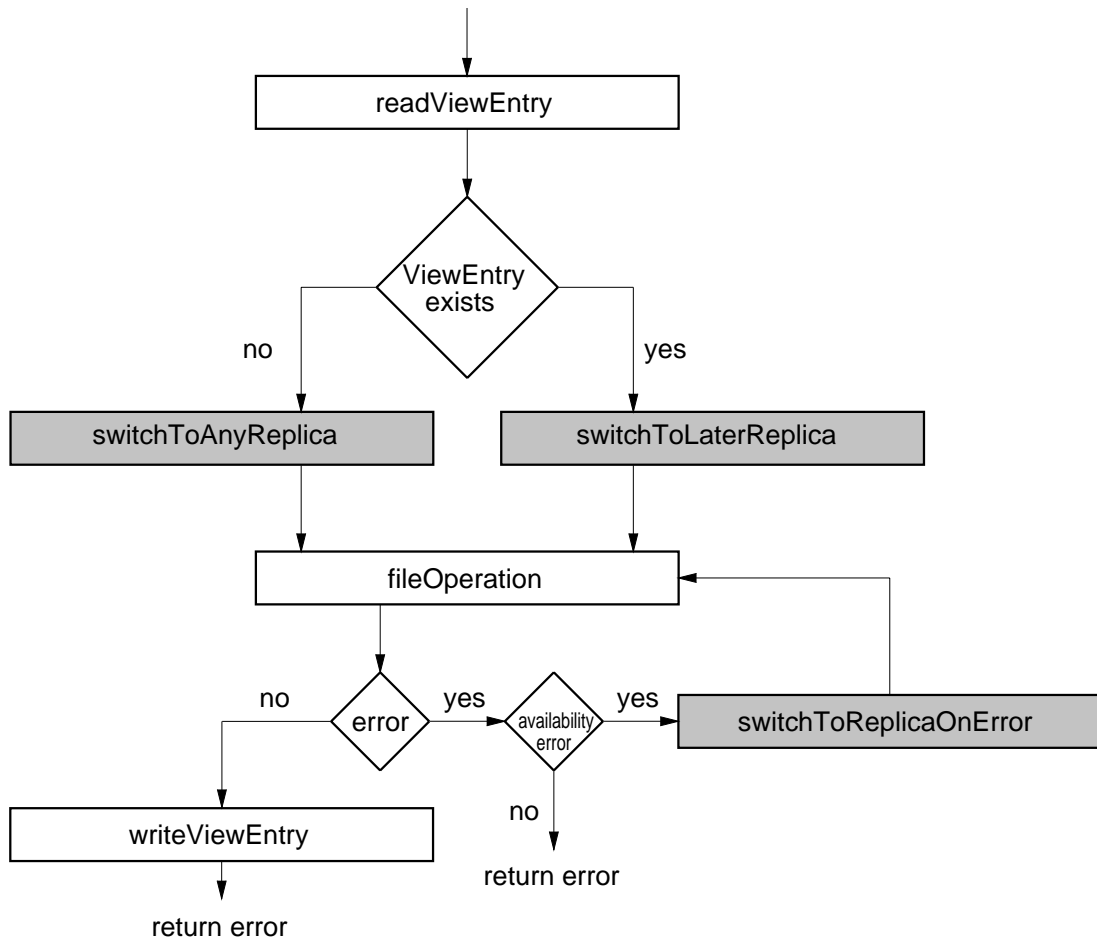 readViewEntry
ViewEntry
exists
no
yes
switchToAnyReplica
switchToLaterReplica
fileOperation
no
error
yes
availability
error
yes
switchToReplicaOnError
writeViewEntry
no
return error
return error